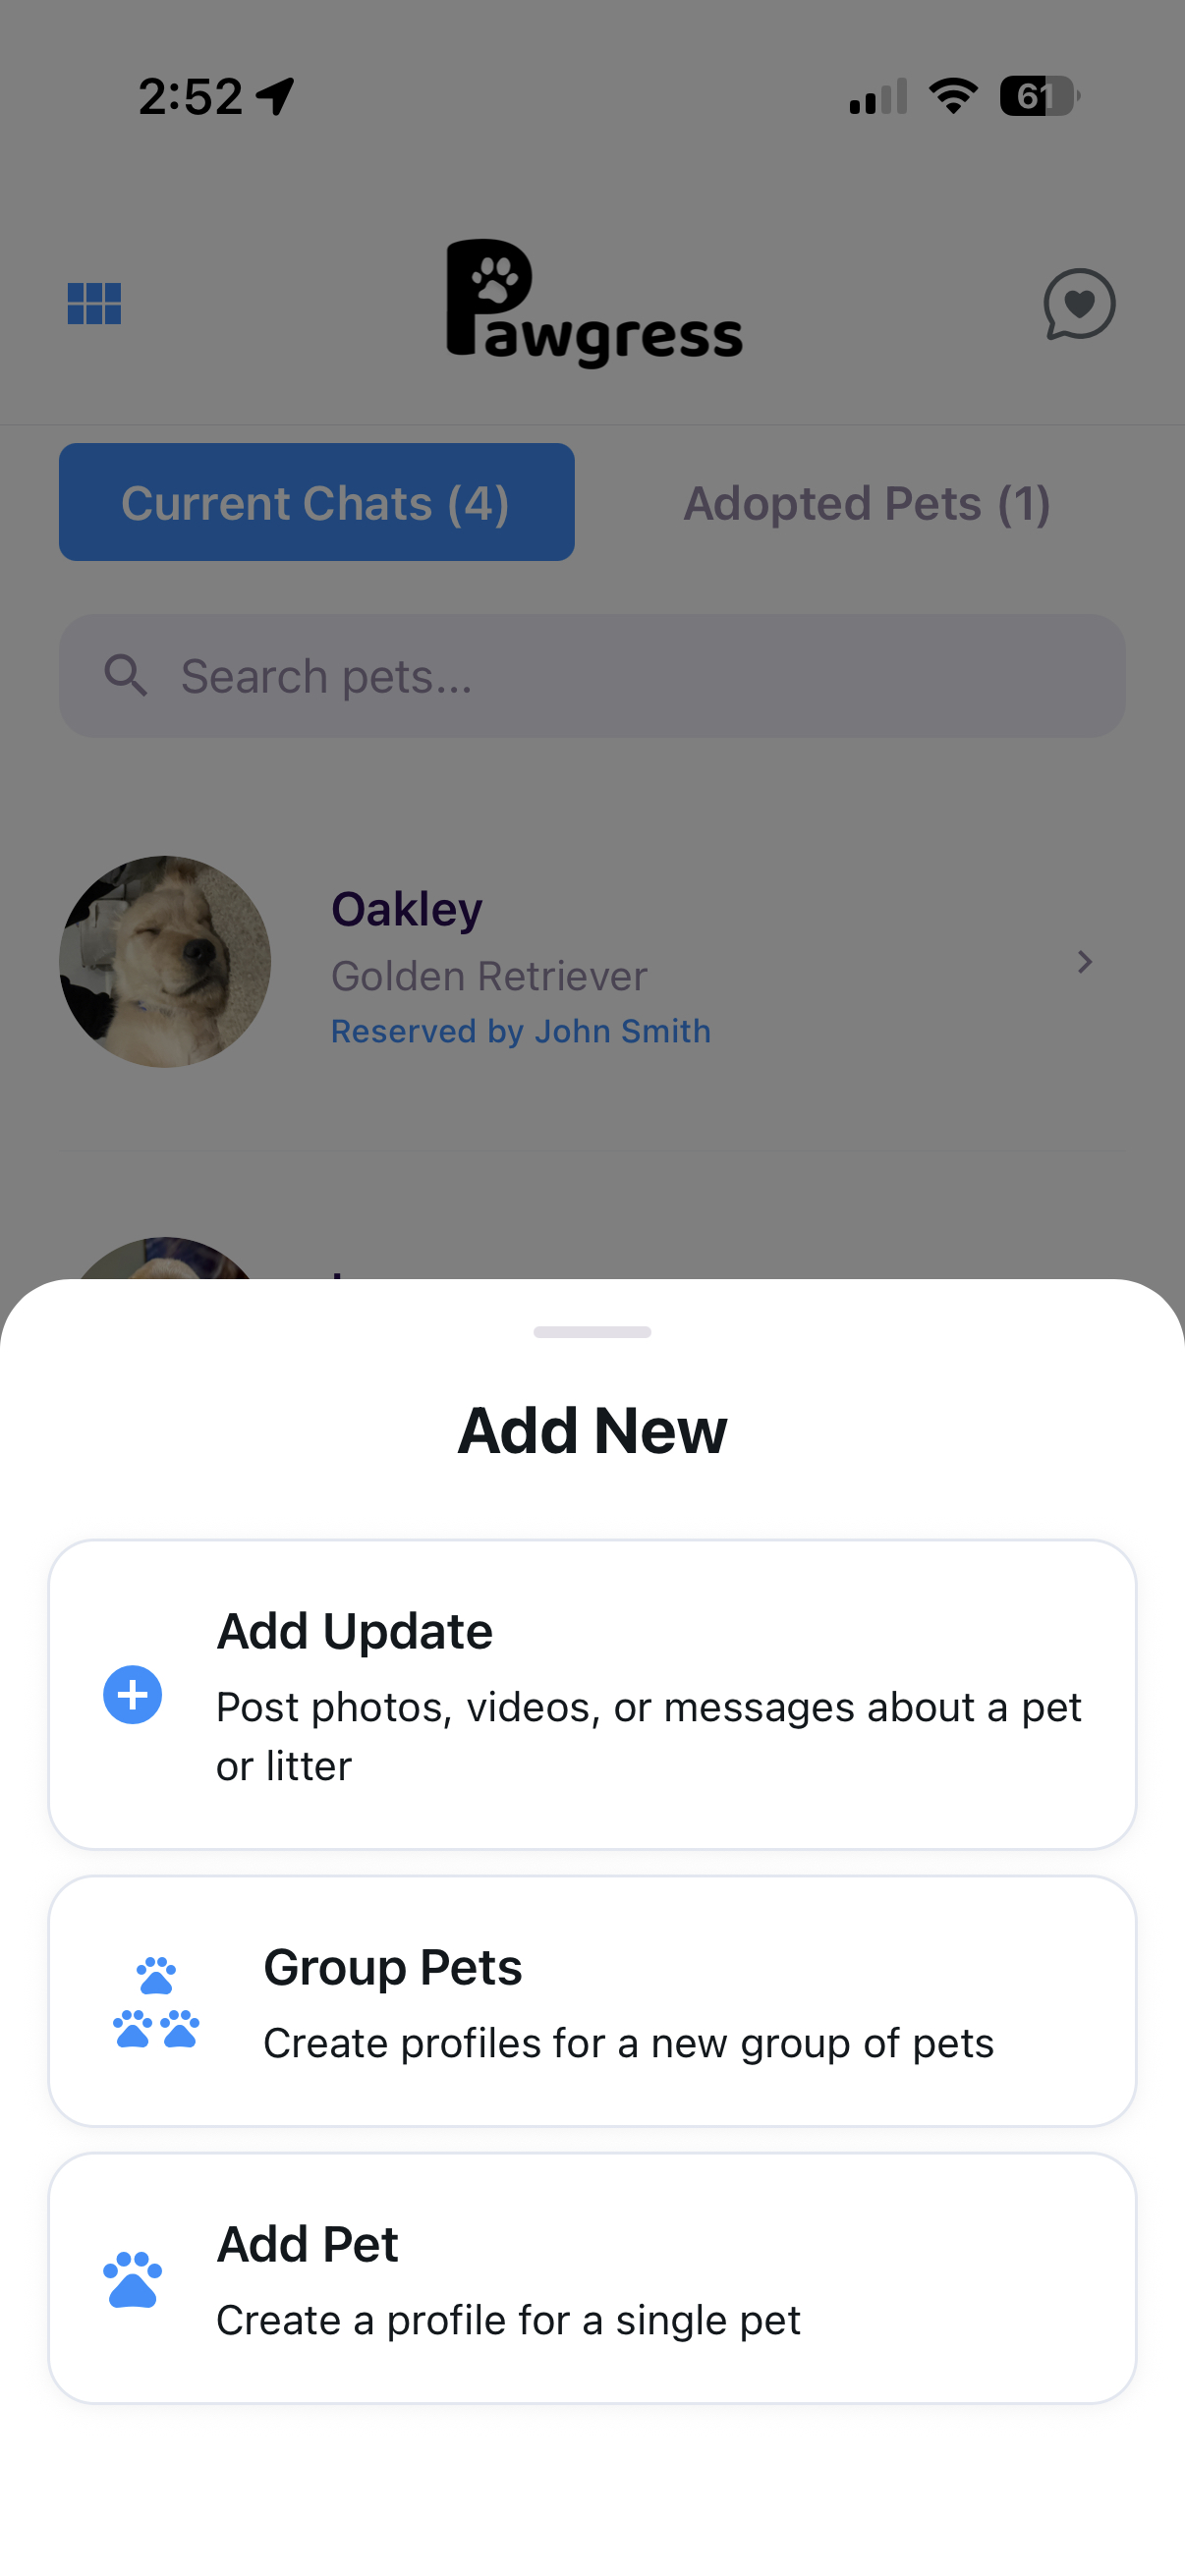 2:52
61
Pawgress
Current Chats (4)
Adopted Pets (1)
Search pets...
Oakley
Golden Retriever
Reserved by John Smith
Add New
Add Update
Post photos, videos, or messages about a pet
or litter
Group Pets
Create profiles for a new group of pets
Add Pet
Create a profile for a single pet